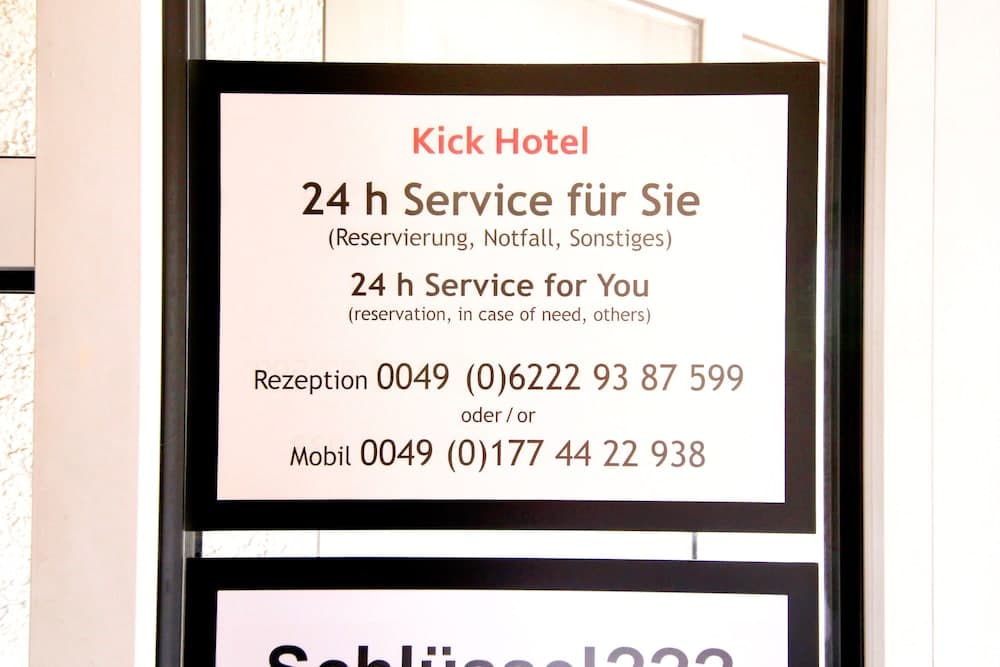 Kick Hotel
24 h Service für Sie
(Reservierung, Notfall, Sonstiges)
24 h Service for You
(reservation, in case of need, others)
Rezeption 0049 (0)6222 93 87 599
oder / or
Mobil 0049 (0)177 44 22 938
Schlüssel???